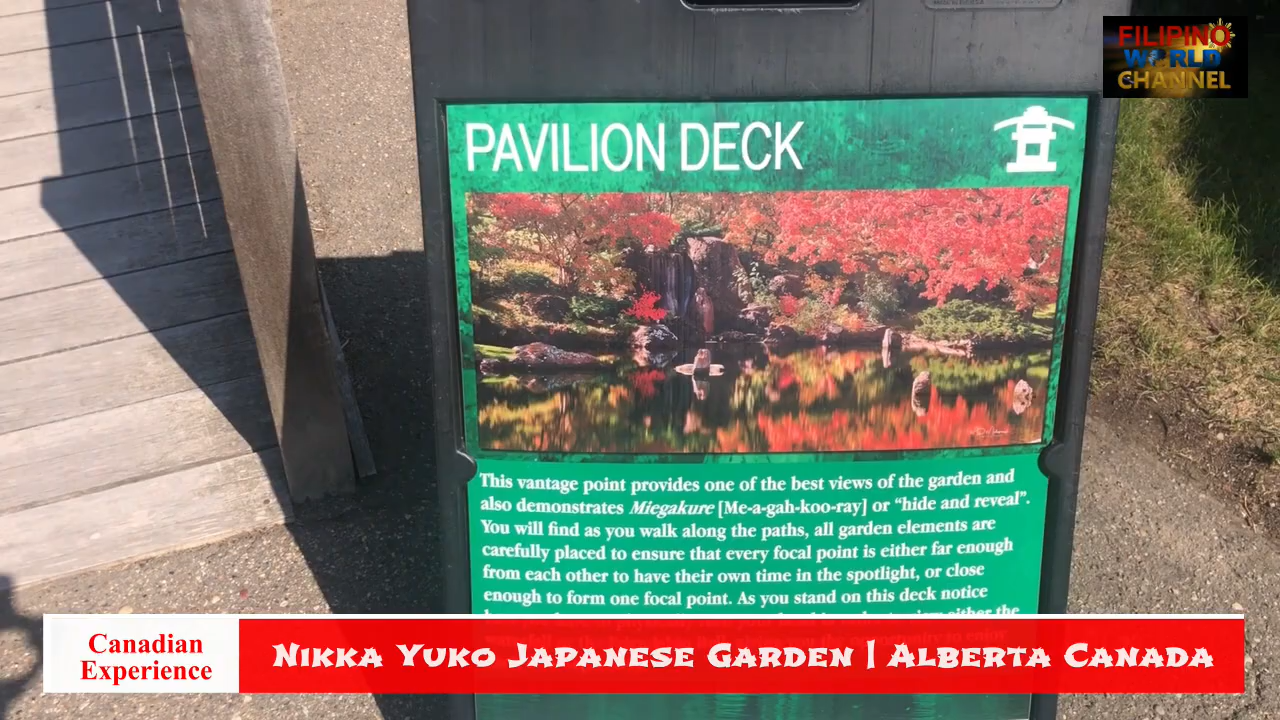 FILIPINO
WORLD
CHANNEL
PAVILION DECK
This vantage point provides one of the best views of the garden and
also demonstrates Miegakure [Me-a-gah-koo-ray] or “hide and reveal”.
You will find as you walk along the paths, all garden elements are
carefully placed to ensure that every focal point is either far enough
from each other to have their own time in the spotlight, or close
enough to form one focal point. As you stand on this deck notice
either the
Canadian
Experience
Nikka Yuko Japanese Garden | Alberta Canada